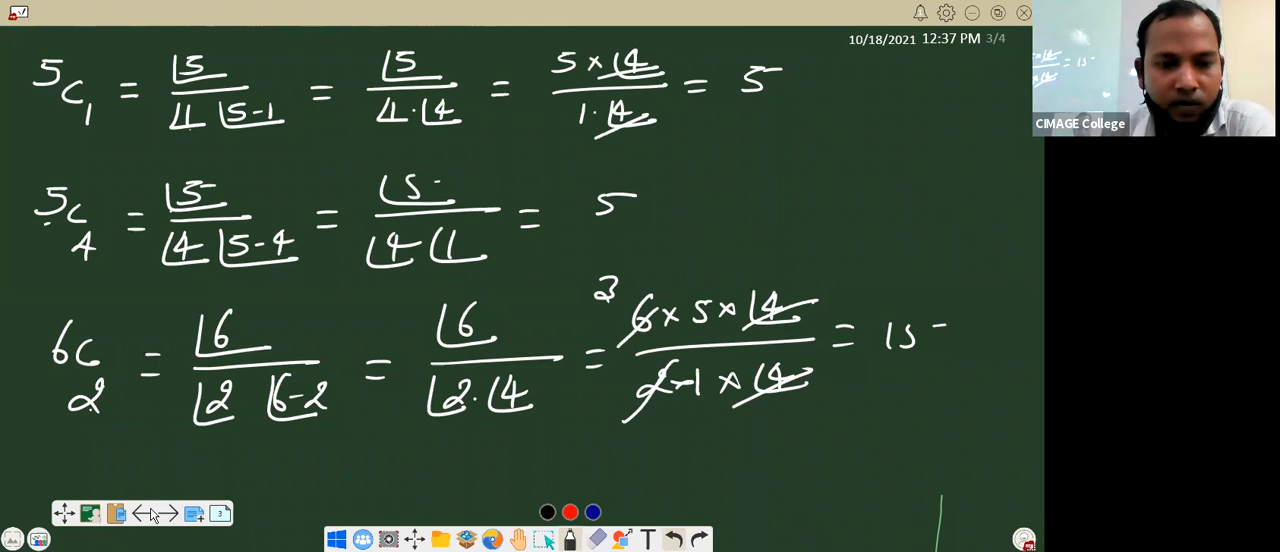 10/18/2021 12:37 PM 3/4
CIMAGE College
5C1 = |5 / |1 |5-1 = |5 / |1 · |4 = 5 × |4 / 1 · |4 = 5
5C4 = |5 / |4 |5-4 = |5 / |4 |1 = 5
3
6C2 = |6 / |2 |6-2 = |6 / |2 · |4 = 6 × 5 × |4 / 2-1 × |4 = 15
3
T